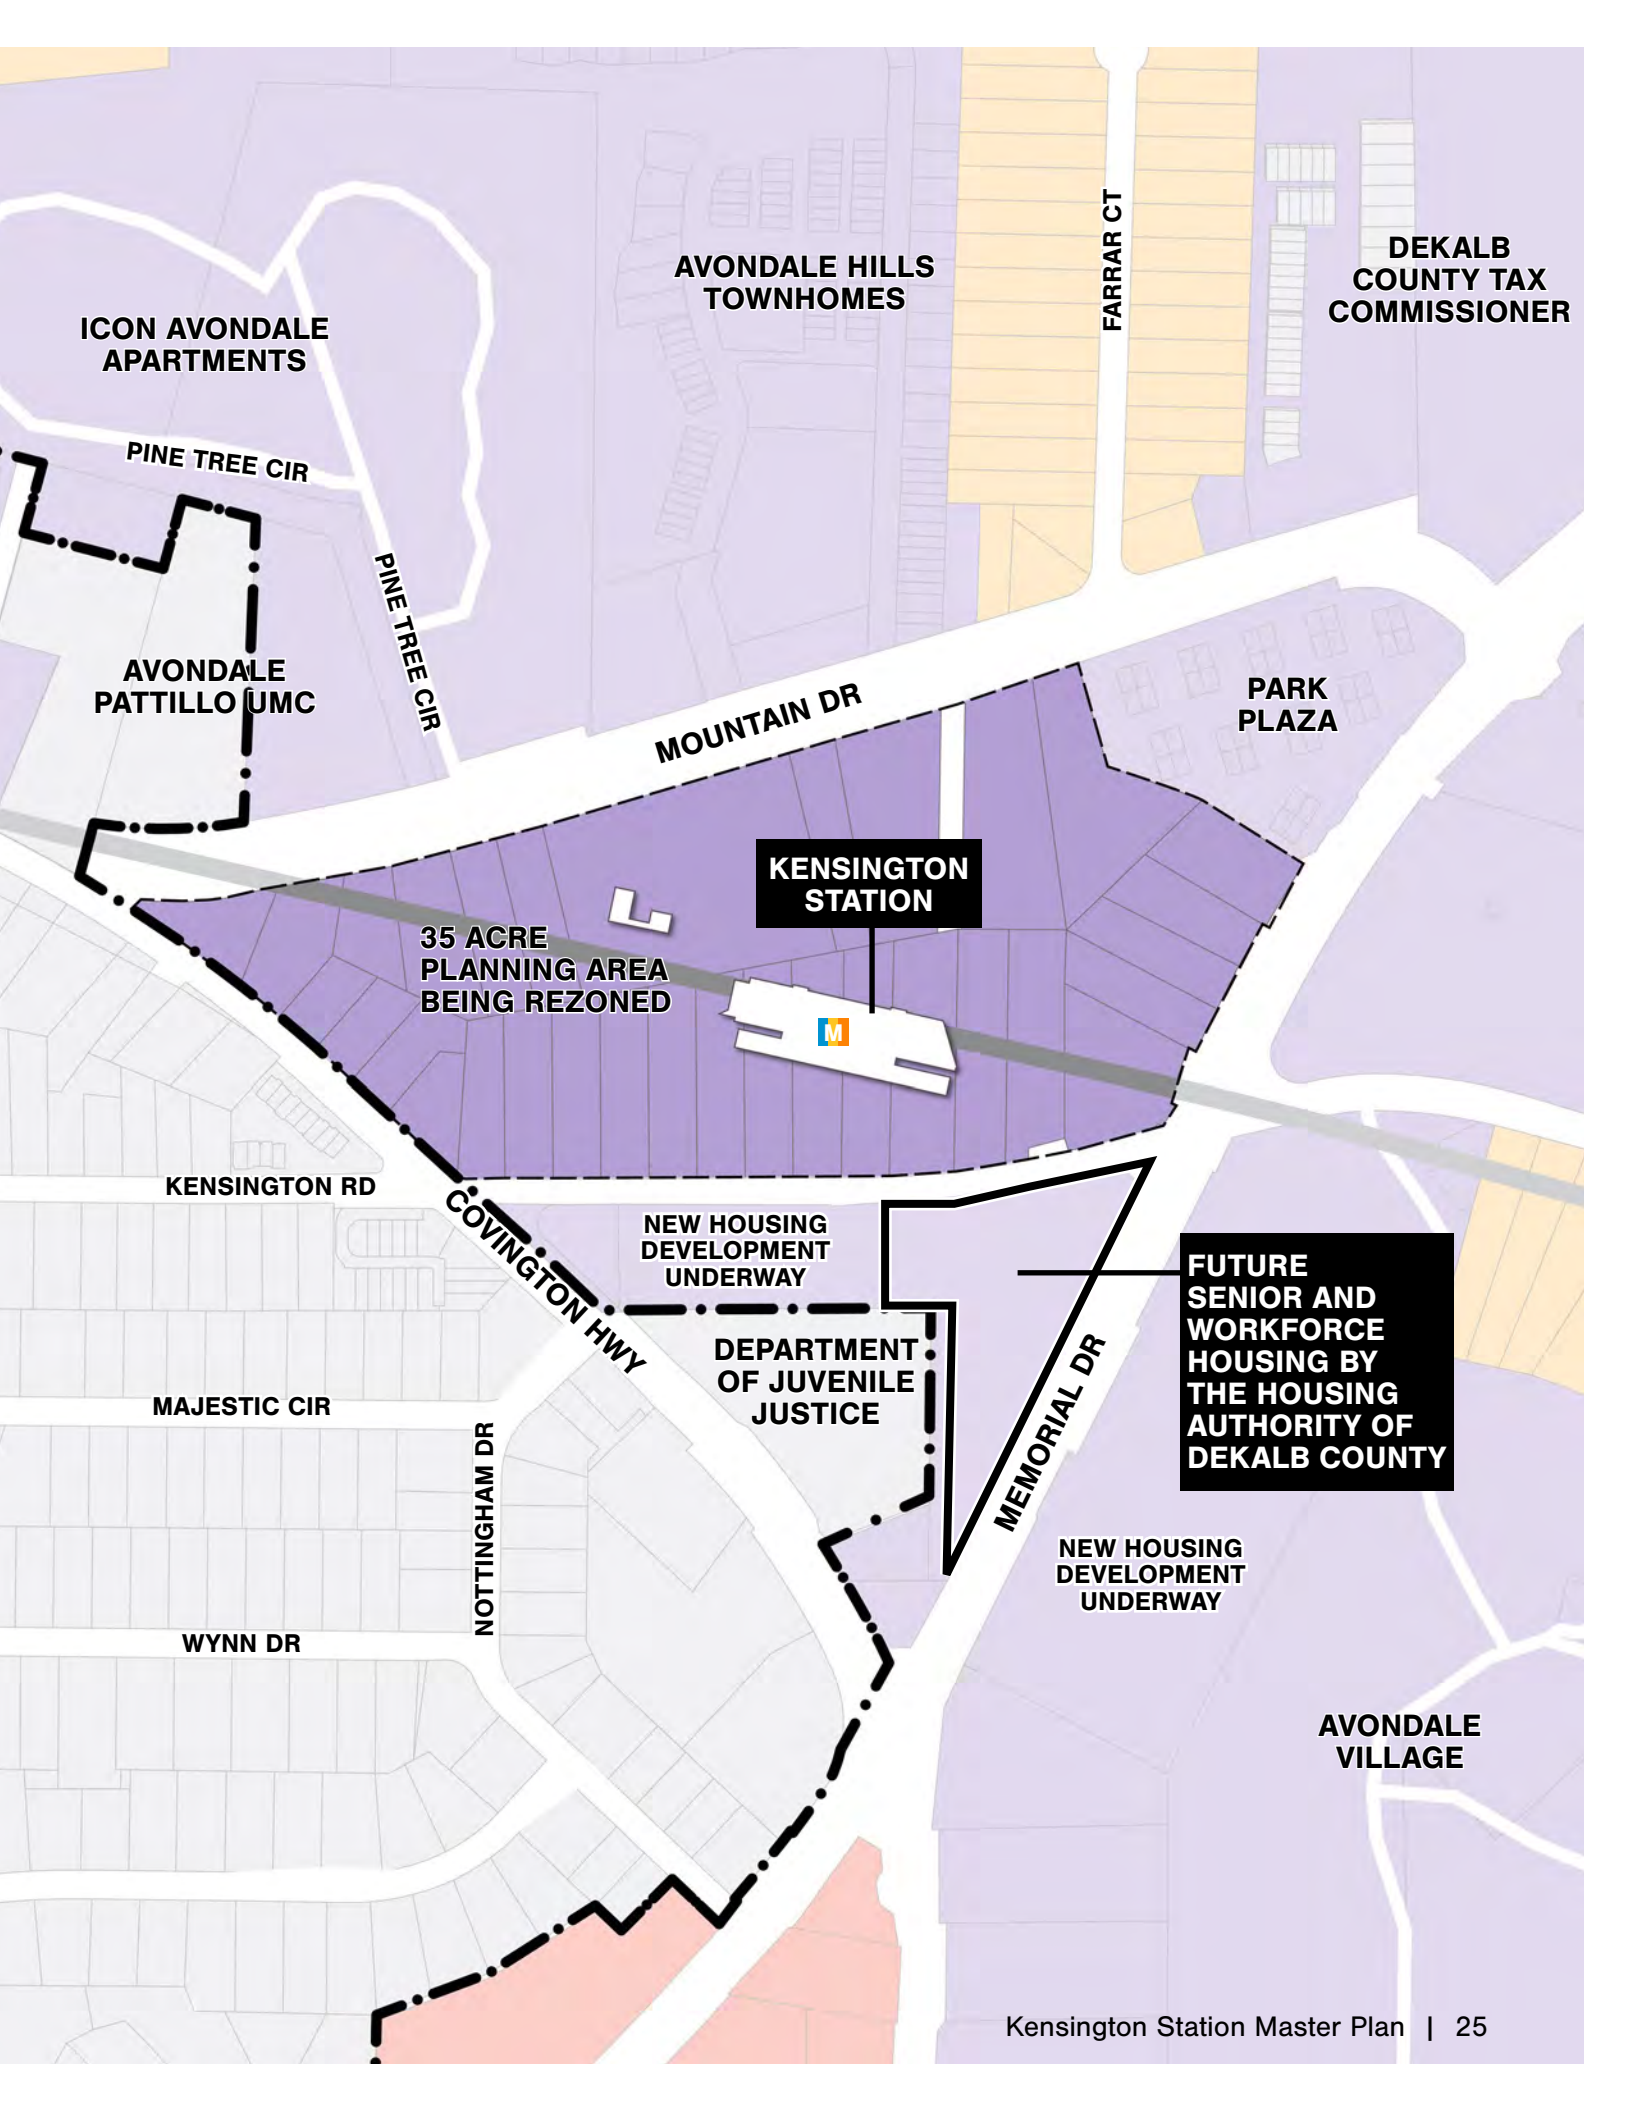 FARRAR CT
DEKALB
COUNTY TAX
COMMISSIONER
AVONDALE HILLS
TOWNHOMES
ICON AVONDALE
APARTMENTS
PINE TREE CIR
PINE TREE CIR
AVONDALE
PATTILLO UMC
PARK
PLAZA
MOUNTAIN DR
KENSINGTON
STATION
35 ACRE
PLANNING AREA
BEING REZONED
M
KENSINGTON RD
COVINGTON HWY
NEW HOUSING
DEVELOPMENT
UNDERWAY
FUTURE
SENIOR AND
WORKFORCE
HOUSING BY
THE HOUSING
AUTHORITY OF
DEKALB COUNTY
DEPARTMENT
OF JUVENILE
JUSTICE
MEMORIAL DR
MAJESTIC CIR
NOTTINGHAM DR
NEW HOUSING
DEVELOPMENT
UNDERWAY
WYNN DR
AVONDALE
VILLAGE
Kensington Station Master Plan | 25